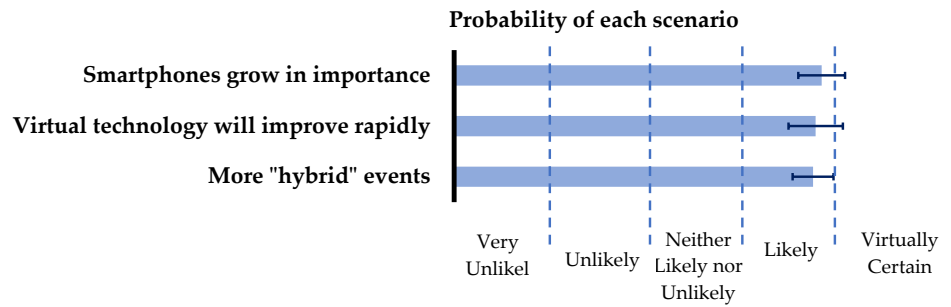 Probability of each scenario
Smartphones grow in importance
Virtual technology will improve rapidly
More "hybrid" events
Very
Unlikel
Unlikely
Neither
Likely nor
Unlikely
Likely
Virtually
Certain